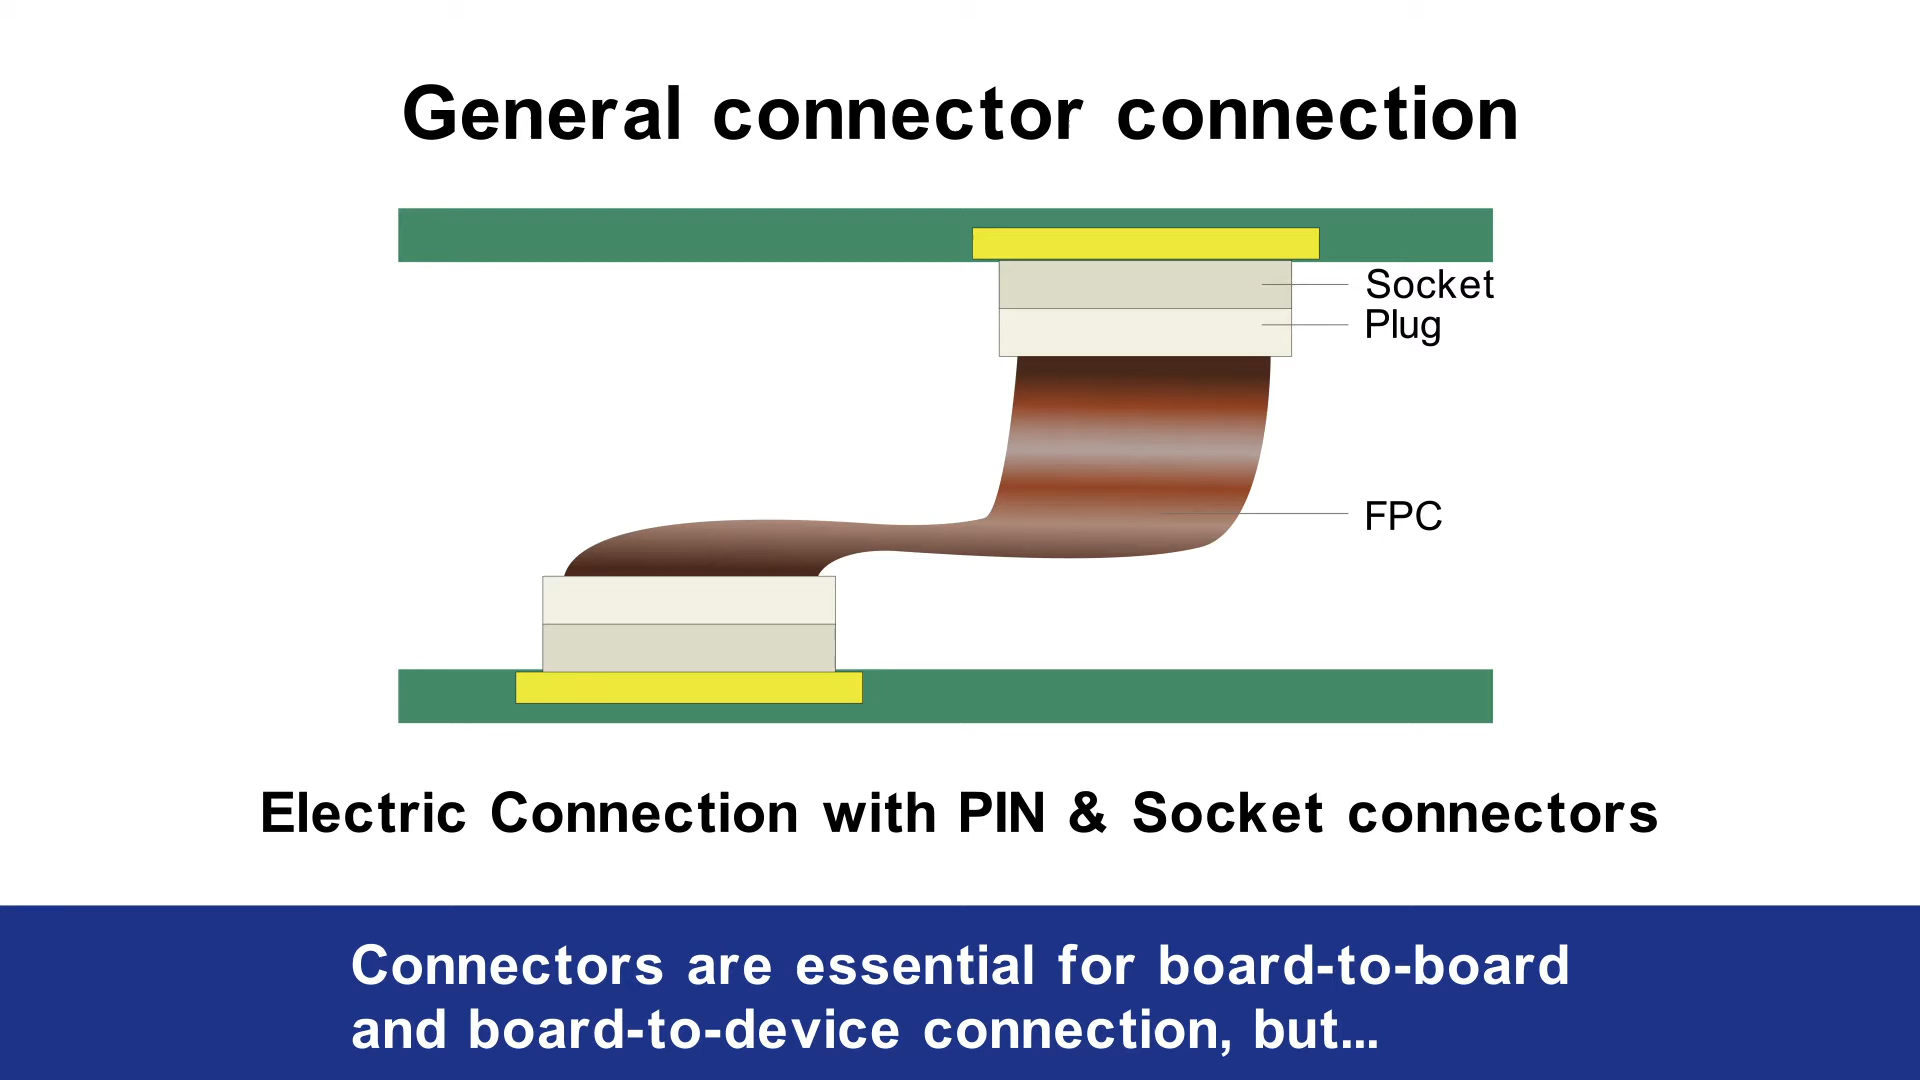 General connector connection
Socket
Plug
FPC
Electric Connection with PIN & Socket connectors
Connectors are essential for board-to-board
and board-to-device connection, but...